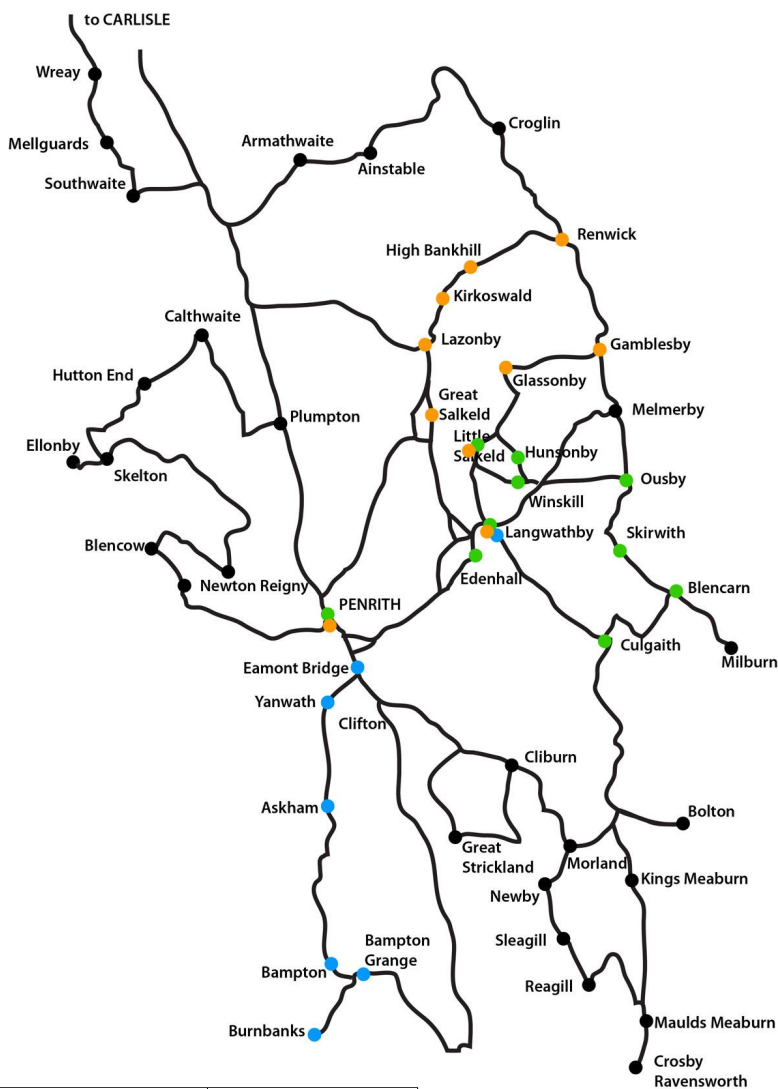 to CARLISLE
Wreay
Croglin
Armathwaite
Mellguards
Ainstable
Southwaite
Renwick
High Bankhill
Kirkoswald
Calthwaite
Lazonby
Gamblesby
Hutton End
Glassonby
Great
Salkeld
Melmerby
Plumpton
Little
Salkeld
Ellonby
Hunsonby
Skelton
Ousby
Winskill
Langwathby
Skirwith
Blencow
Edenhall
Newton Reigny
Blencarn
PENRITH
Culgaith
Milburn
Eamont Bridge
Yanwath
Clifton
Cliburn
Askham
Bolton
Great
Strickland
Morland
Kings Meaburn
Newby
Bampton
Grange
Sleagill
Bampton
Reagill
Maulds Meaburn
Burnbanks
Crosby
Ravensworth